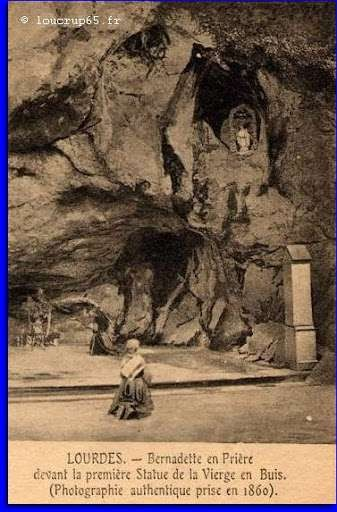 © loucrup65.fr
LOURDES. — Bernadette en Prière
devant la première Statue de la Vierge en Buis.
(Photographie authentique prise en 1860).